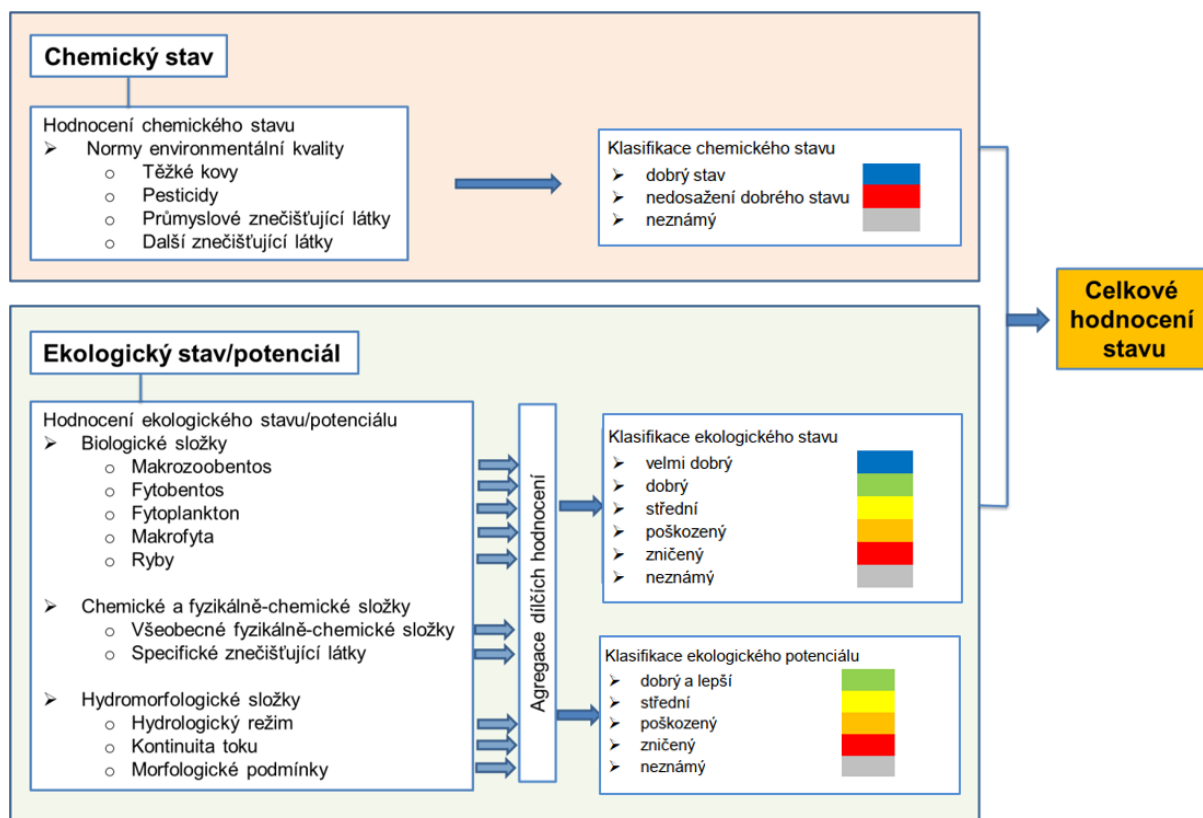 Chemický stav
Hodnocení chemického stavu
➢ Normy environmentální kvality
o Těžké kovy
o Pesticidy
o Průmyslové znečišťující látky
o Další znečišťující látky
Klasifikace chemického stavu
➢ dobrý stav
➢ nedosažení dobrého stavu
➢ neznámý
Celkové
hodnocení
stavu
Ekologický stav/potenciál
Hodnocení ekologického stavu/potenciálu
➢ Biologické složky
o Makrozoobentos
o Fytobentos
o Fytoplankton
o Makrofyta
o Ryby
➢ Chemické a fyzikálně-chemické složky
o Všeobecné fyzikálně-chemické složky
o Specifické znečišťující látky
➢ Hydromorfologické složky
o Hydrologický režim
o Kontinuita toku
o Morfologické podmínky
Agregace dílčích hodnocení
Klasifikace ekologického stavu
➢ velmi dobrý
➢ dobrý
➢ střední
➢ poškozený
➢ zničený
➢ neznámý
Klasifikace ekologického potenciálu
➢ dobrý a lepší
➢ střední
➢ poškozený
➢ zničený
➢ neznámý